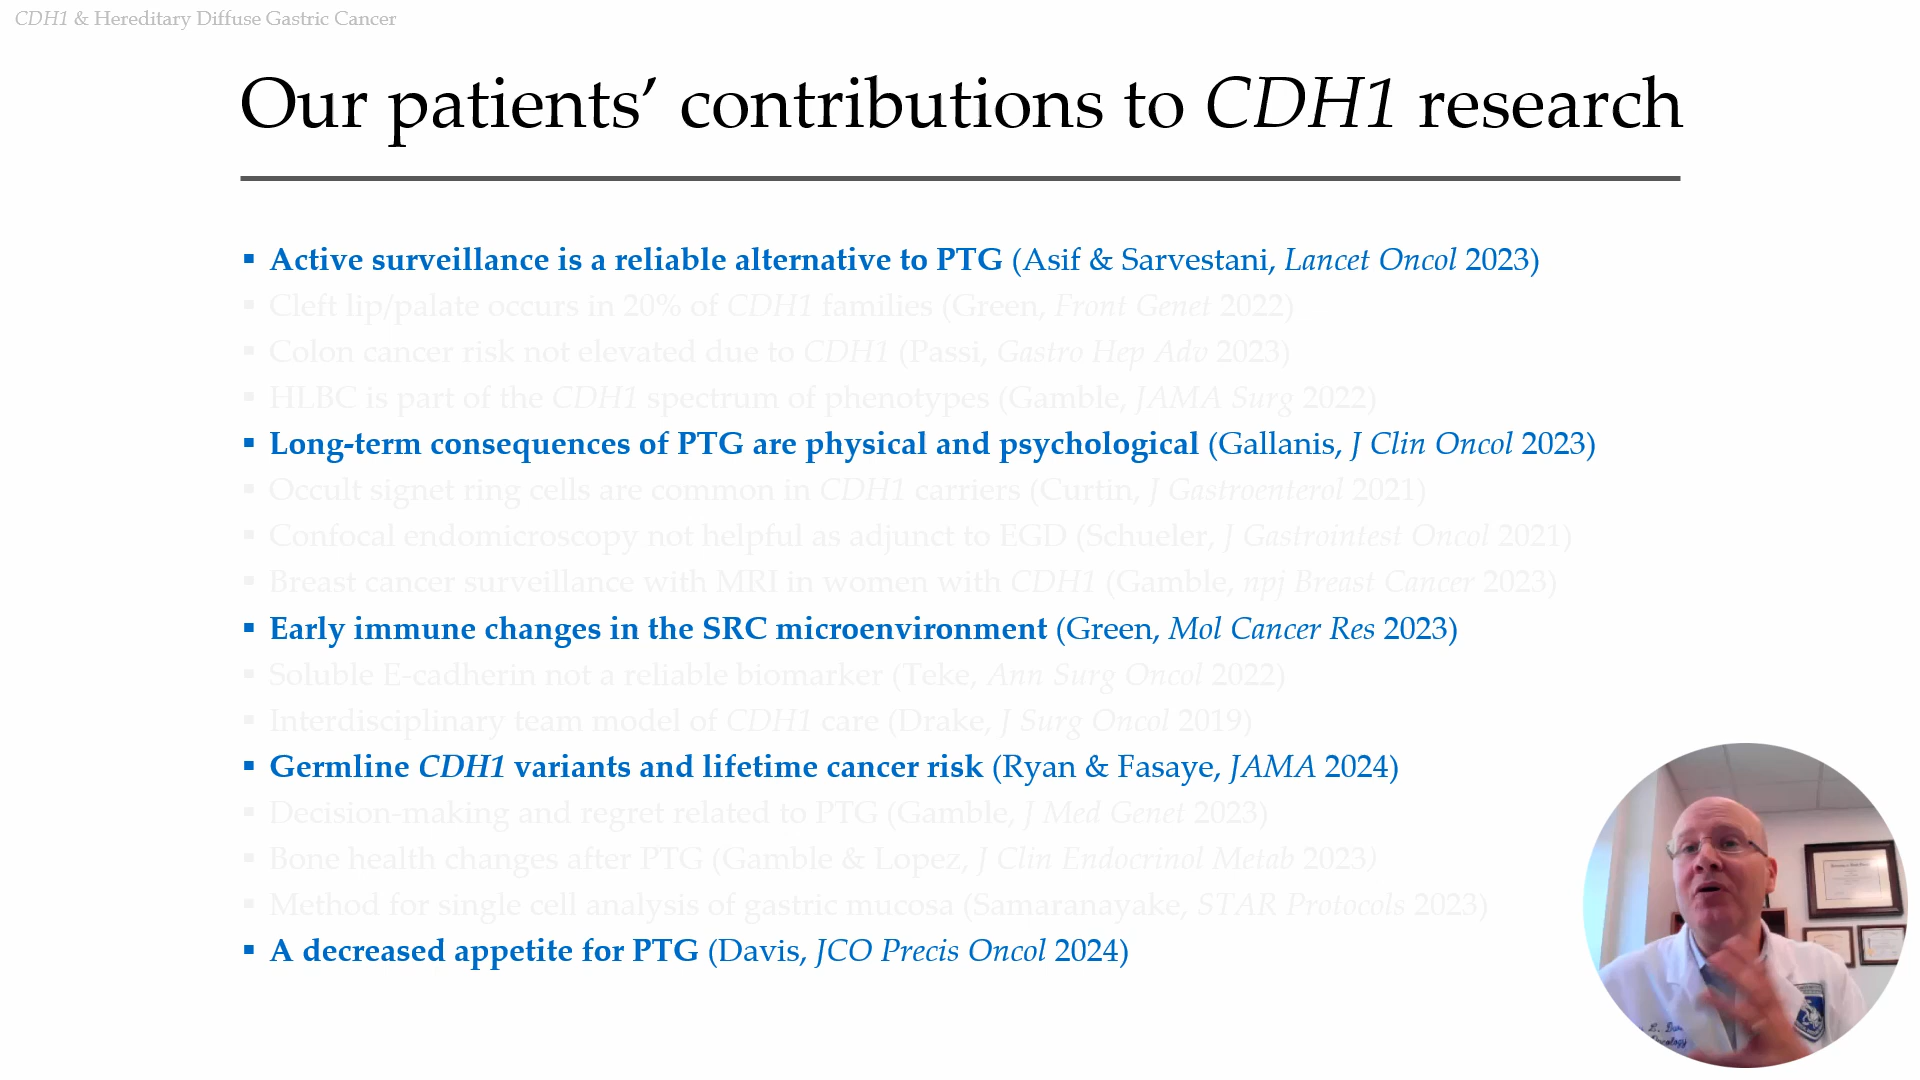 CDH1 & Hereditary Diffuse Gastric Cancer
Our patients’ contributions to CDH1 research
▪ Active surveillance is a reliable alternative to PTG (Asif & Sarvestani, Lancet Oncol 2023)
▪ Cleft lip/palate occurs in 20% of CDH1 families (Green, Front Genet 2022)
▪ Colon cancer risk not elevated due to CDH1 (Passi, Gastro Hep Adv 2023)
▪ HLBC is part of the CDH1 spectrum of phenotypes (Gamble, JAMA Surg 2022)
▪ Long-term consequences of PTG are physical and psychological (Gallanis, J Clin Oncol 2023)
▪ Occult signet ring cells are common in CDH1 carriers (Curtin, J Gastroenterol 2021)
▪ Confocal endomicroscopy not helpful as adjunct to EGD (Schueler, J Gastrointest Oncol 2021)
▪ Breast cancer surveillance with MRI in women with CDH1 (Gamble, npj Breast Cancer 2023)
▪ Early immune changes in the SRC microenvironment (Green, Mol Cancer Res 2023)
▪ Soluble E-cadherin not a reliable biomarker (Teke, Ann Surg Oncol 2022)
▪ Interdisciplinary team model of CDH1 care (Drake, J Surg Oncol 2019)
▪ Germline CDH1 variants and lifetime cancer risk (Ryan & Fasaye, JAMA 2024)
▪ Decision-making and regret related to PTG (Gamble, J Med Genet 2023)
▪ Bone health changes after PTG (Gamble & Lopez, J Clin Endocrinol Metab 2023)
▪ Method for single cell analysis of gastric mucosa (Samaranayake, STAR Protocols 2023)
▪ A decreased appetite for PTG (Davis, JCO Precis Oncol 2024)